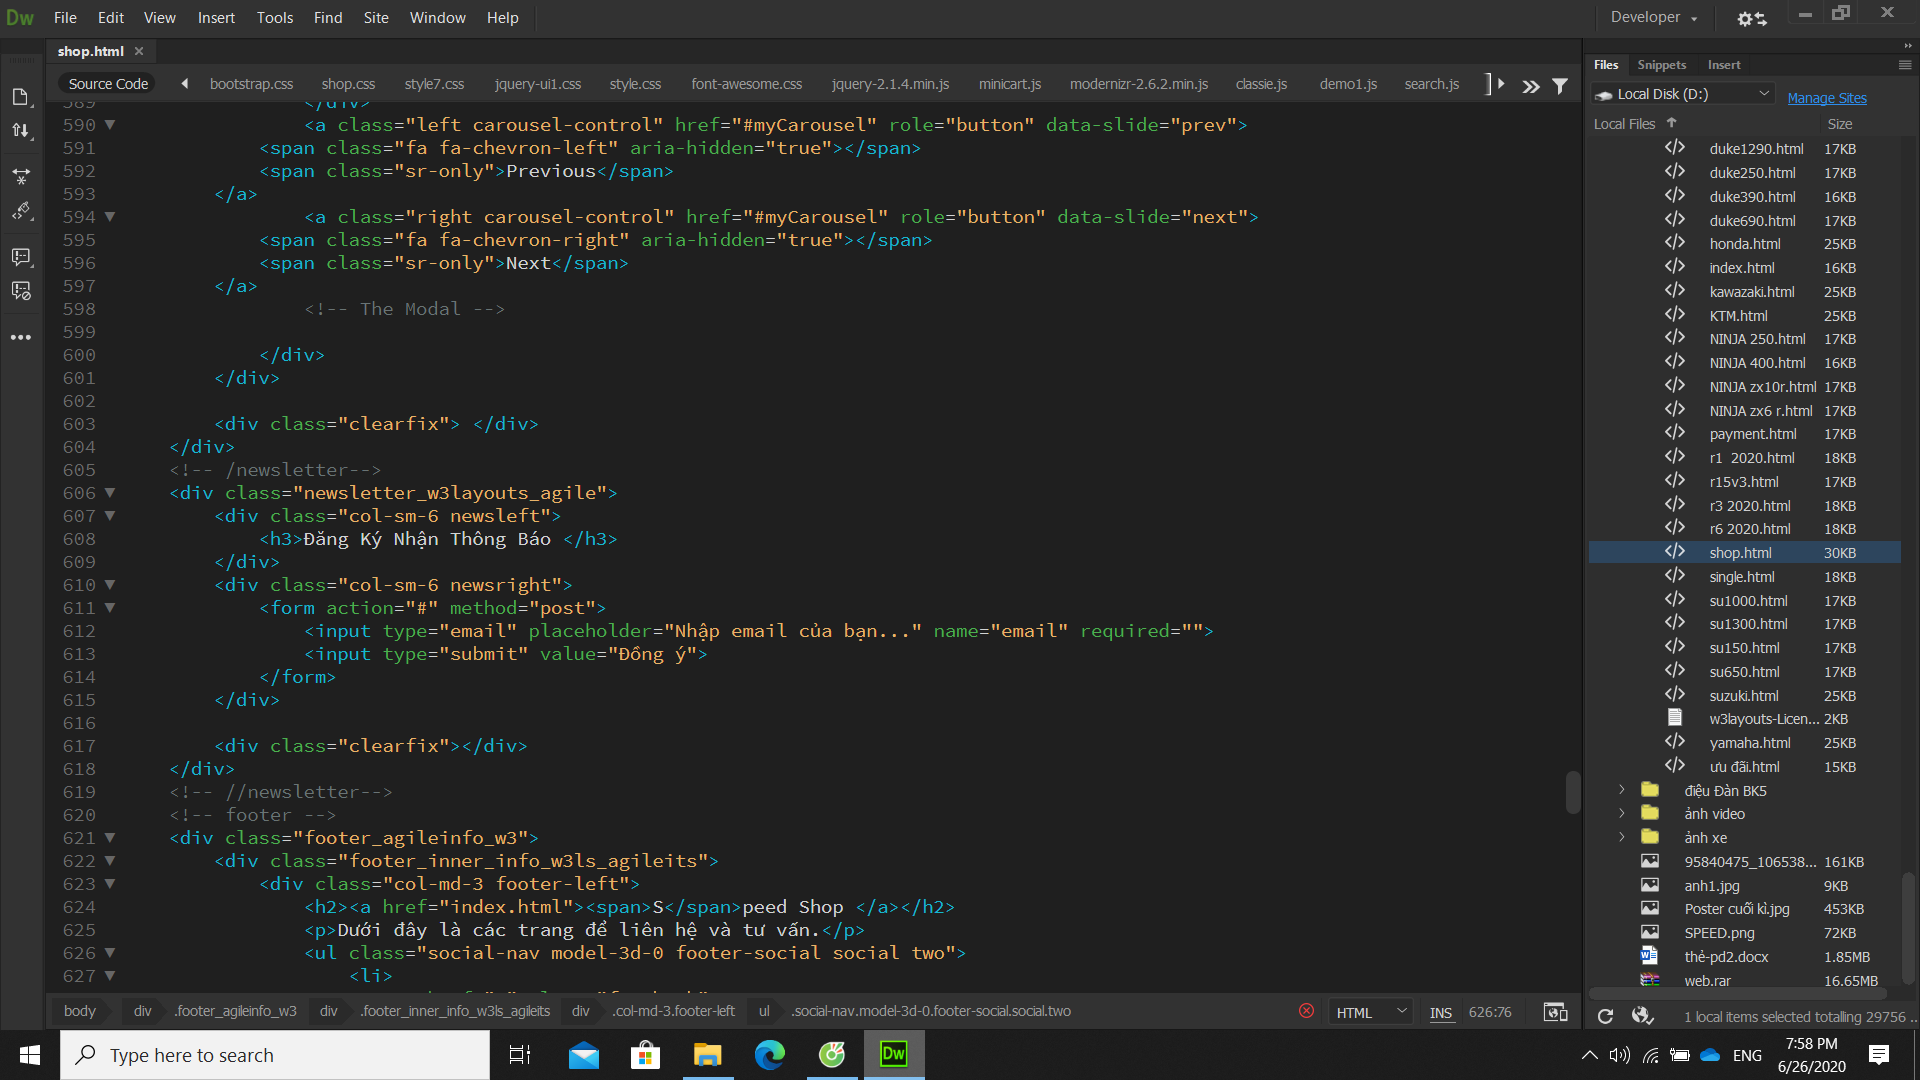 Dw File Edit View Insert Tools Find Site Window Help Developer
shop.html
Source Code bootstrap.css shop.css style7.css jquery-ui1.css style.css font-awesome.css jquery-2.1.4.min.js minicart.js modernizr-2.6.2.min.js classie.js demo1.js search.js
589 </div>
590 <a class="left carousel-control" href="#myCarousel" role="button" data-slide="prev">
591 <span class="fa fa-chevron-left" aria-hidden="true"></span>
592 <span class="sr-only">Previous</span>
593 </a>
594 <a class="right carousel-control" href="#myCarousel" role="button" data-slide="next">
595 <span class="fa fa-chevron-right" aria-hidden="true"></span>
596 <span class="sr-only">Next</span>
597 </a>
598 <!-- The Modal -->
599
600 </div>
601 </div>
602
603 <div class="clearfix"> </div>
604 </div>
605 <!-- /newsletter-->
606 <div class="newsletter_w3layouts_agile">
607 <div class="col-sm-6 newsleft">
608 <h3>Đăng Ký Nhận Thông Báo </h3>
609 </div>
610 <div class="col-sm-6 newsright">
611 <form action="#" method="post">
612 <input type="email" placeholder="Nhập email của bạn..." name="email" required="">
613 <input type="submit" value="Đồng ý">
614 </form>
615 </div>
616
617 <div class="clearfix"></div>
618 </div>
619 <!-- //newsletter-->
620 <!-- footer -->
621 <div class="footer_agileinfo_w3">
622 <div class="footer_inner_info_w3ls_agileits">
623 <div class="col-md-3 footer-left">
624 <h2><a href="index.html"><span>S</span>peed Shop </a></h2>
625 <p>Dưới đây là các trang để liên hệ và tư vấn.</p>
626 <ul class="social-nav model-3d-0 footer-social social two">
627 <li>
body div .footer_agileinfo_w3 div .footer_inner_info_w3ls_agileits div .col-md-3.footer-left ul .social-nav.model-3d-0.footer-social.social.two HTML INS 626:76
Files Snippets Insert
Local Disk (D:) Manage Sites
Local Files Size
duke1290.html 17KB
duke250.html 17KB
duke390.html 16KB
duke690.html 17KB
honda.html 25KB
index.html 16KB
kawazaki.html 25KB
KTM.html 25KB
NINJA 250.html 17KB
NINJA 400.html 16KB
NINJA zx10r.html 17KB
NINJA zx6 r.html 17KB
payment.html 17KB
r1 2020.html 18KB
r15v3.html 17KB
r3 2020.html 18KB
r6 2020.html 18KB
shop.html 30KB
single.html 18KB
su1000.html 17KB
su1300.html 17KB
su150.html 17KB
su650.html 17KB
suzuki.html 25KB
w3layouts-Licen... 2KB
yamaha.html 25KB
ưu đãi.html 15KB
điệu Đàn BK5
ảnh video
ảnh xe
95840475_106538... 161KB
anh1.jpg 9KB
Poster cuối kì.jpg 453KB
SPEED.png 72KB
thẻ-pd2.docx 1.85MB
web.rar 16.65MB
1 local items selected totalling 29756 ..
Type here to search
Dw
ENG
7:58 PM
6/26/2020